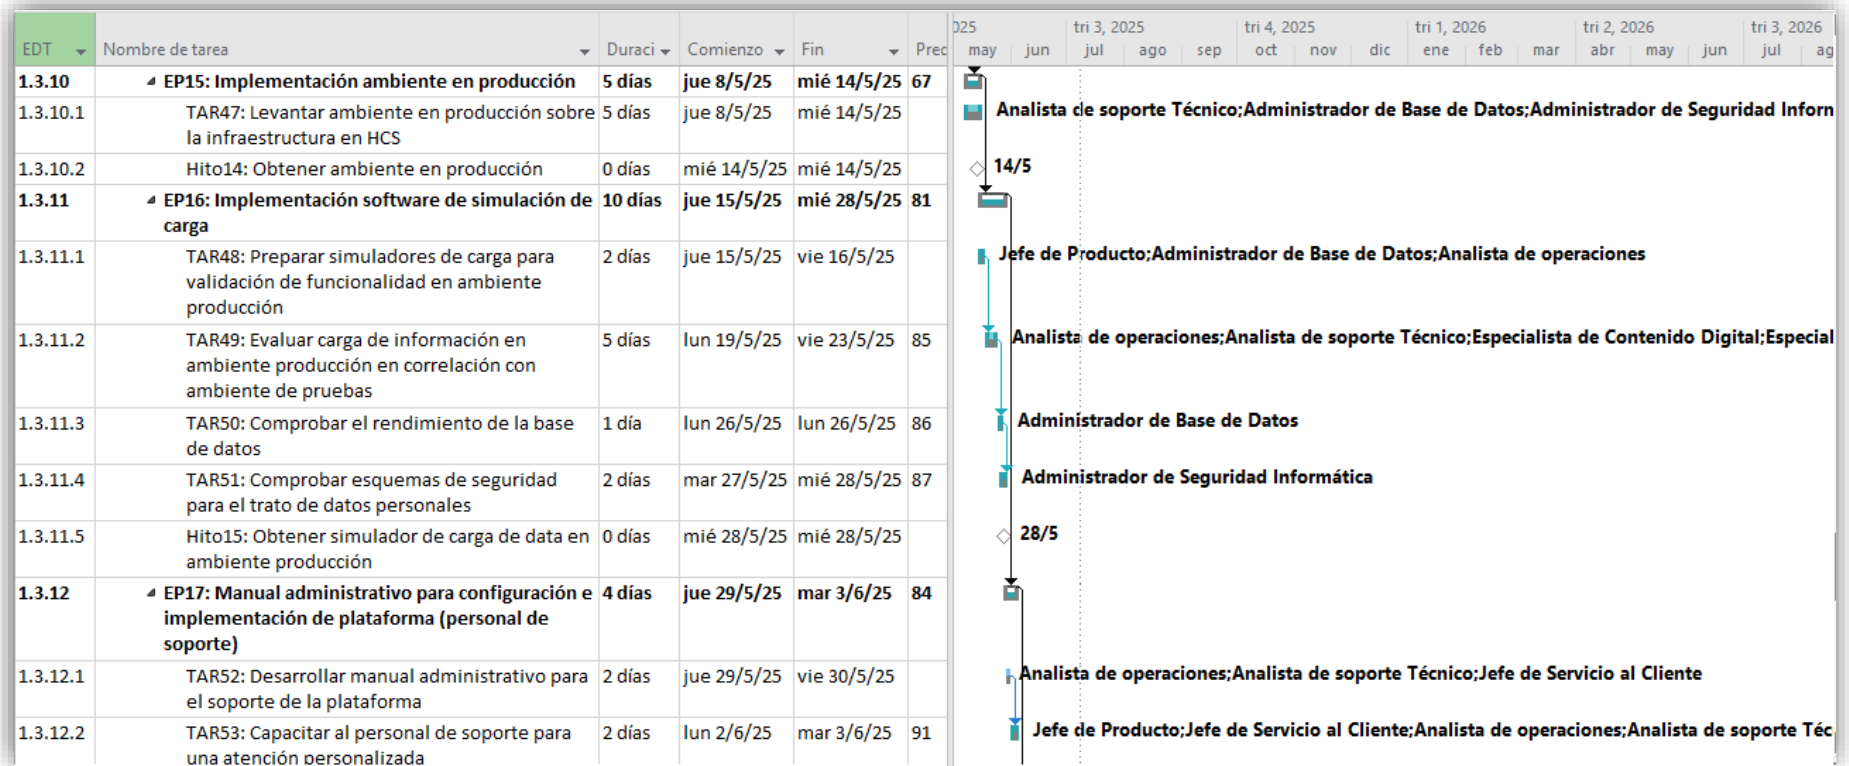 EDT Nombre de tarea Duraci Comienzo Fin Pred
025 tri 3, 2025 tri 4, 2025 tri 1, 2026 tri 2, 2026 tri 3, 2026
may jun jul ago sep oct nov dic ene feb mar abr may jun jul ag
1.3.10 EP15: Implementación ambiente en producción 5 días jue 8/5/25 mié 14/5/25 67
1.3.10.1 TAR47: Levantar ambiente en producción sobre 5 días jue 8/5/25 mié 14/5/25 Analista de soporte Técnico;Administrador de Base de Datos;Administrador de Seguridad Inform
la infraestructura en HCS
1.3.10.2 Hito14: Obtener ambiente en producción 0 días mié 14/5/25 mié 14/5/25 14/5
1.3.11 EP16: Implementación software de simulación de 10 días jue 15/5/25 mié 28/5/25 81
carga
1.3.11.1 TAR48: Preparar simuladores de carga para 2 días jue 15/5/25 vie 16/5/25 Jefe de Producto;Administrador de Base de Datos;Analista de operaciones
validación de funcionalidad en ambiente
producción
1.3.11.2 TAR49: Evaluar carga de información en 5 días lun 19/5/25 vie 23/5/25 85 Analista de operaciones;Analista de soporte Técnico;Especialista de Contenido Digital;Especial
ambiente producción en correlación con
ambiente de pruebas
1.3.11.3 TAR50: Comprobar el rendimiento de la base 1 día lun 26/5/25 lun 26/5/25 86 Administrador de Base de Datos
de datos
1.3.11.4 TAR51: Comprobar esquemas de seguridad 2 días mar 27/5/25 mié 28/5/25 87 Administrador de Seguridad Informática
para el trato de datos personales
1.3.11.5 Hito15: Obtener simulador de carga de data en 0 días mié 28/5/25 mié 28/5/25 28/5
ambiente producción
1.3.12 EP17: Manual administrativo para configuración e 4 días jue 29/5/25 mar 3/6/25 84
implementación de plataforma (personal de
soporte)
1.3.12.1 TAR52: Desarrollar manual administrativo para 2 días jue 29/5/25 vie 30/5/25 Analista de operaciones;Analista de soporte Técnico;Jefe de Servicio al Cliente
el soporte de la plataforma
1.3.12.2 TAR53: Capacitar al personal de soporte para 2 días lun 2/6/25 mar 3/6/25 91 Jefe de Producto;Jefe de Servicio al Cliente;Analista de operaciones;Analista de soporte Téc
una atención personalizada